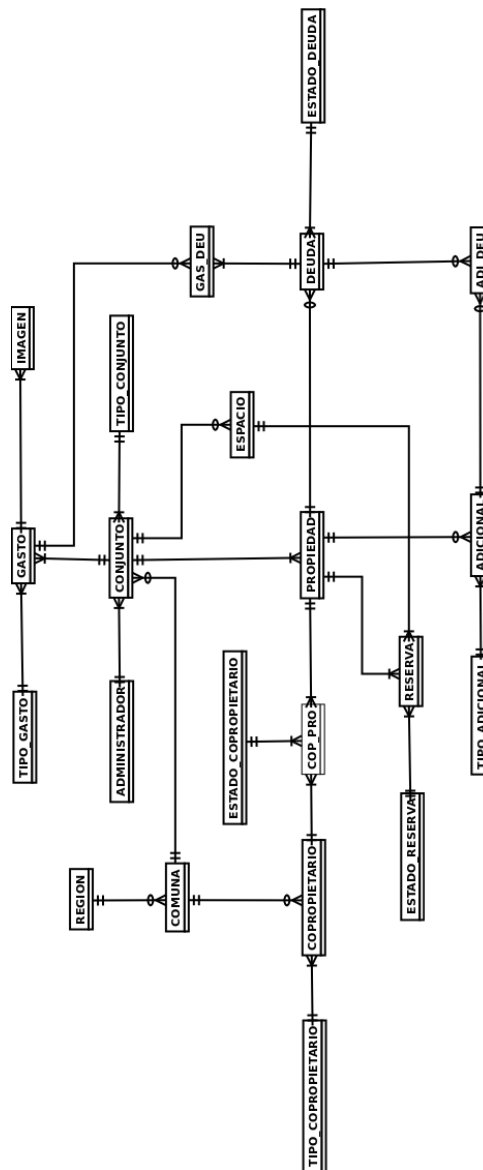 ESTADO_DEUDA
GAS_DEU
DEUDA
ADI_DEU
IMAGEN
TIPO_CONJUNTO
ESPACIO
GASTO
CONJUNTO
PROPIEDAD
ADICIONAL
TIPO_GASTO
ADMINISTRADOR
ESTADO_COPROPIETARIO
COP_PRO
RESERVA
TIPO_ADICIONAL
REGION
COMUNA
COPROPIETARIO
ESTADO_RESERVA
TIPO_COPROPIETARIO